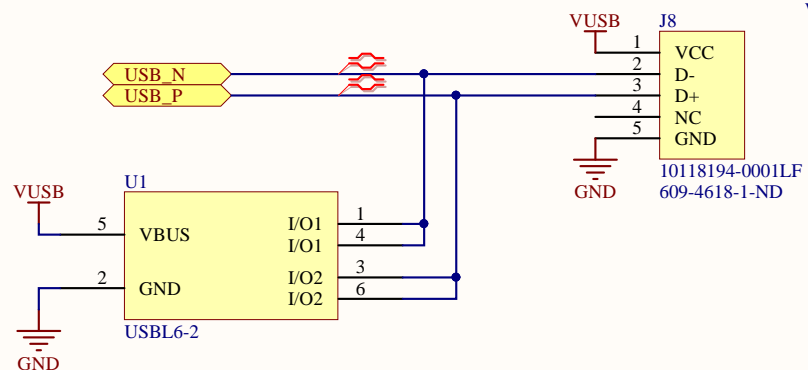 VUSB
J8
1 VCC
USB_N
2 D-
USB_P
3 D+
4 NC
5 GND
10118194-0001LF
GND
609-4618-1-ND
U1
VUSB
I/O1 1
5 VBUS
I/O1 4
I/O2 3
2 GND
I/O2 6
USBL6-2
GND